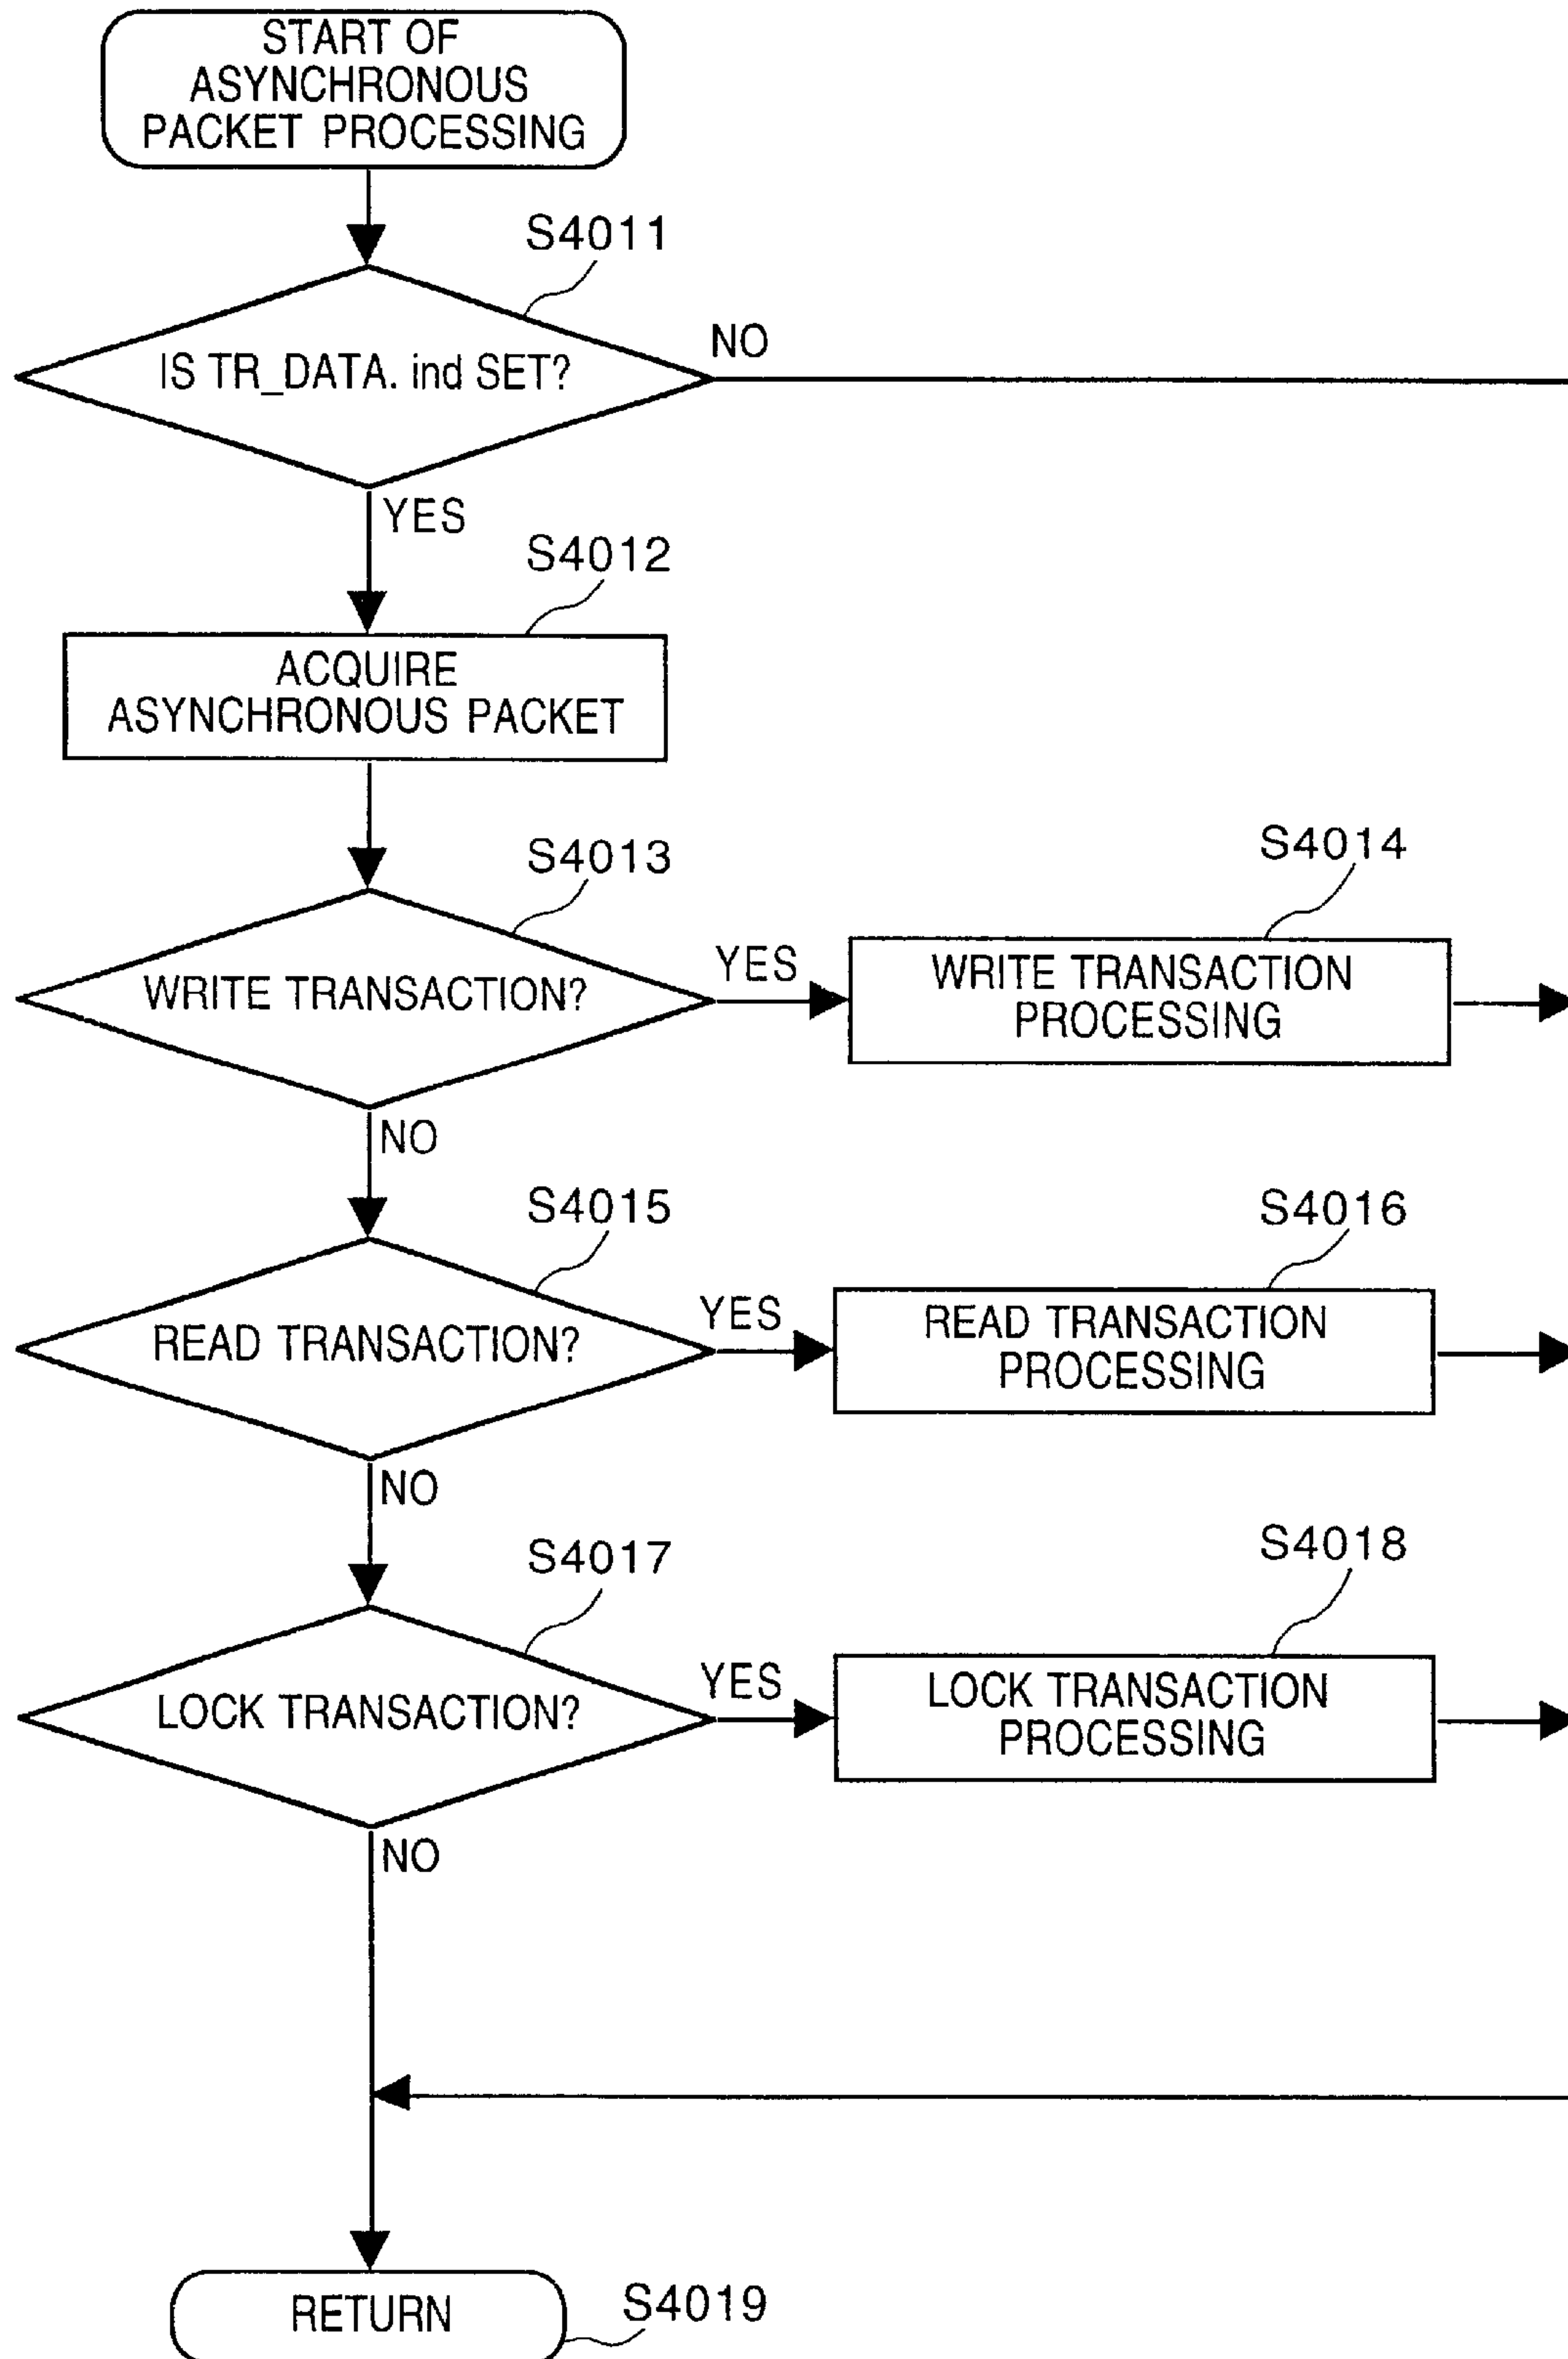 START OF
ASYNCHRONOUS
PACKET PROCESSING
S4011
IS TR_DATA. ind SET?
NO
YES
S4012
ACQUIRE
ASYNCHRONOUS PACKET
S4013
WRITE TRANSACTION?
YES
S4014
WRITE TRANSACTION
PROCESSING
NO
S4015
READ TRANSACTION?
YES
S4016
READ TRANSACTION
PROCESSING
NO
S4017
LOCK TRANSACTION?
YES
S4018
LOCK TRANSACTION
PROCESSING
NO
RETURN
S4019